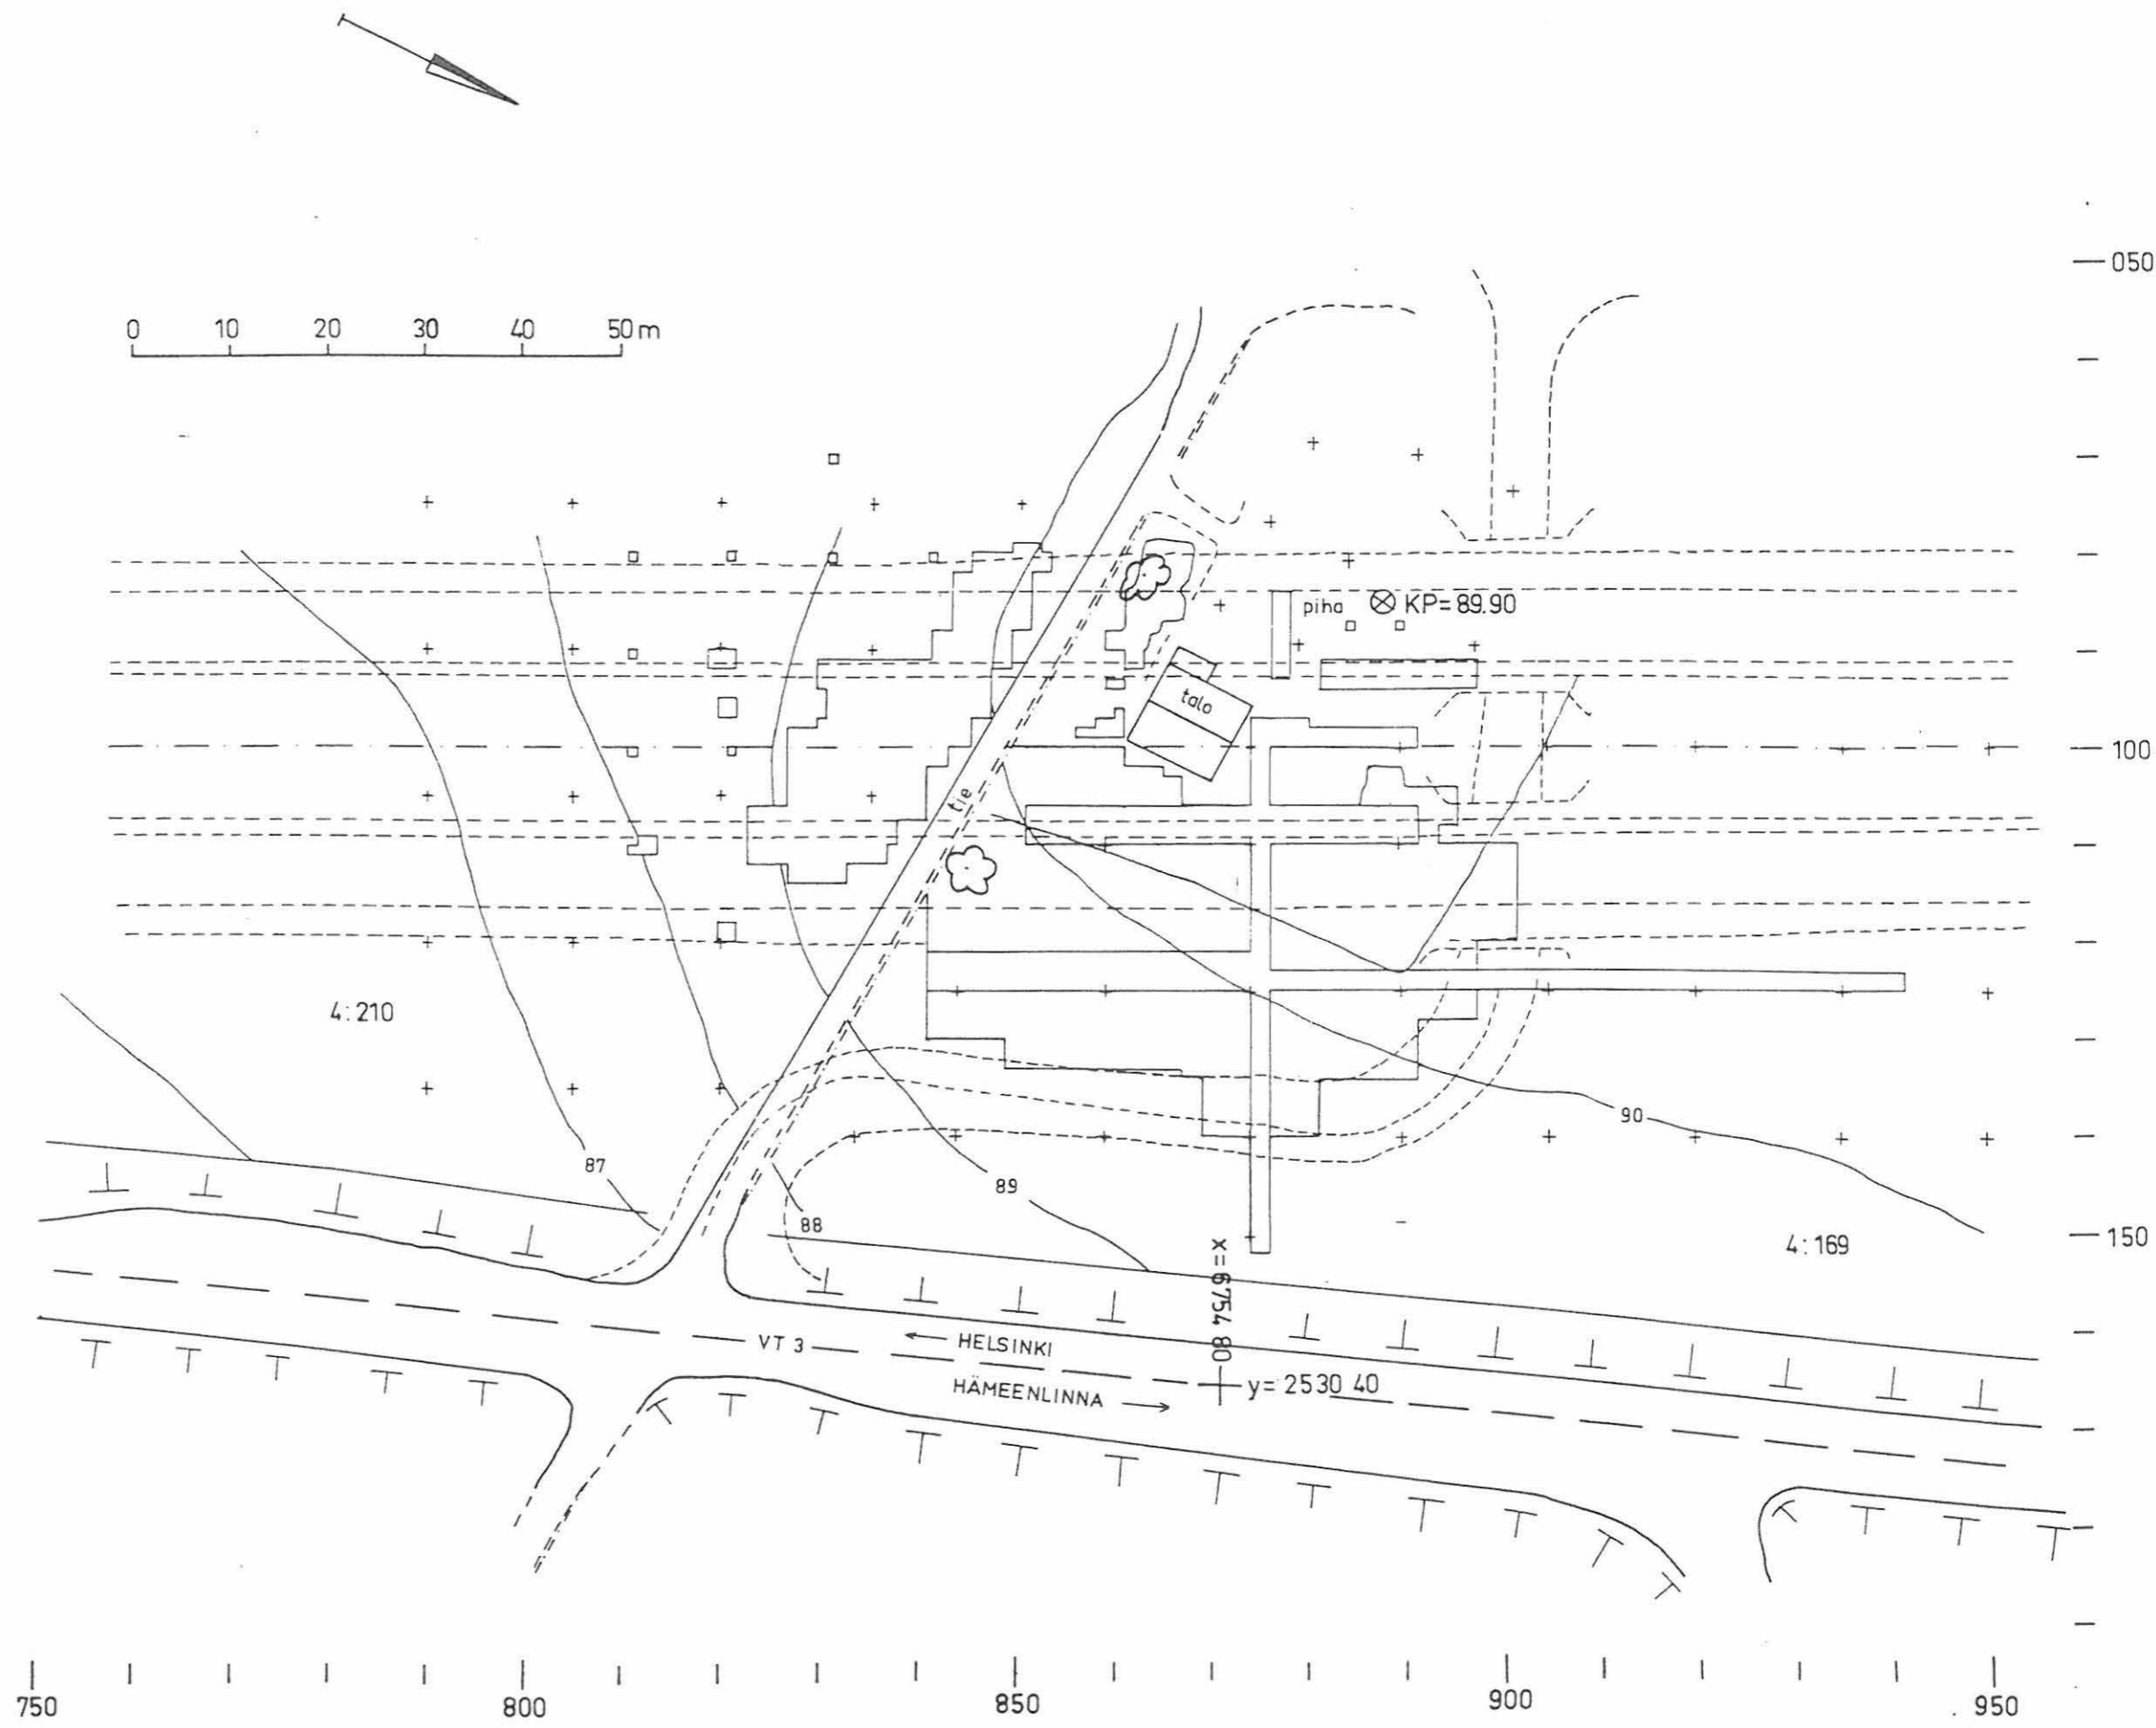 050
0 10 20 30 40 50 m
piha KP= 89.90
talo
100
tie
4:210
90
87
89
88
4:169
150
x= 6754 80
VT 3
HELSINKI
y= 2530 40
HÄMEENLINNA
750 800 850 900 950